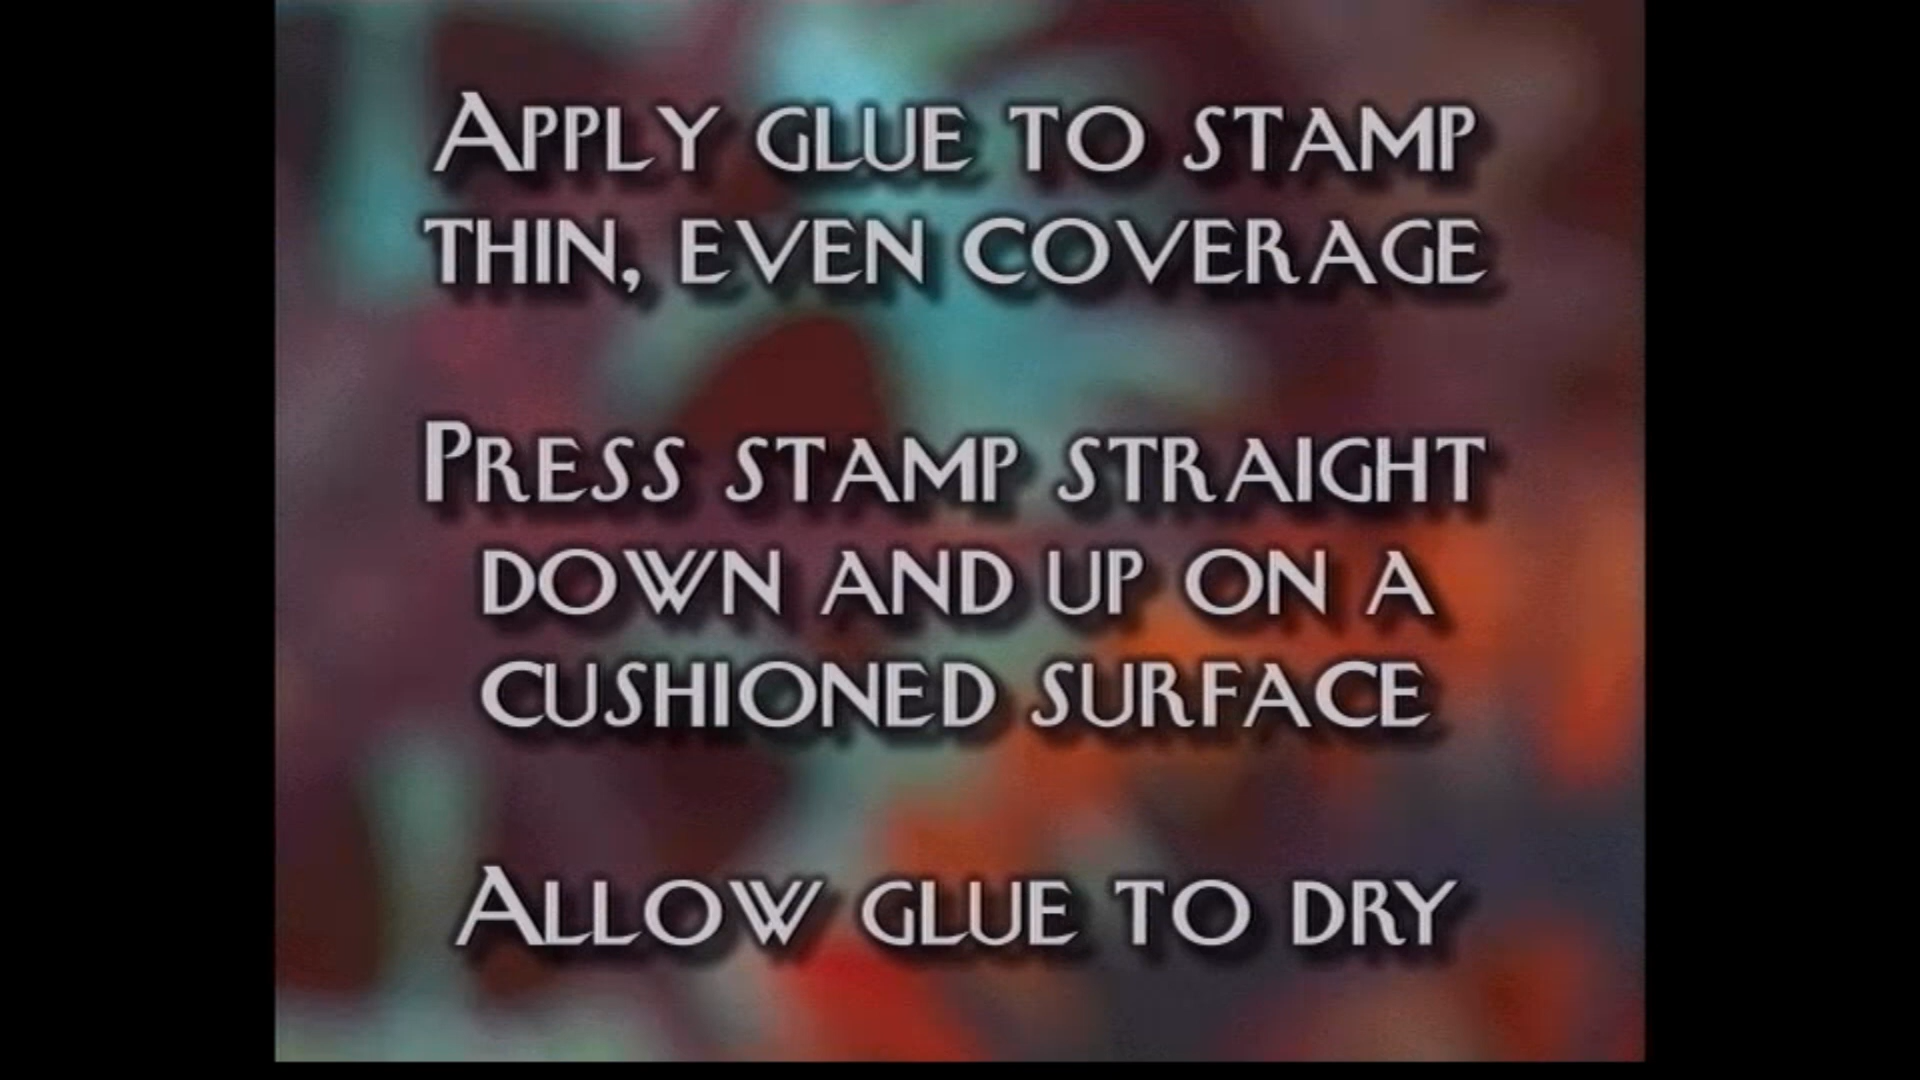 APPLY GLUE TO STAMP
THIN, EVEN COVERAGE
PRESS STAMP STRAIGHT
DOWN AND UP ON A
CUSHIONED SURFACE
ALLOW GLUE TO DRY